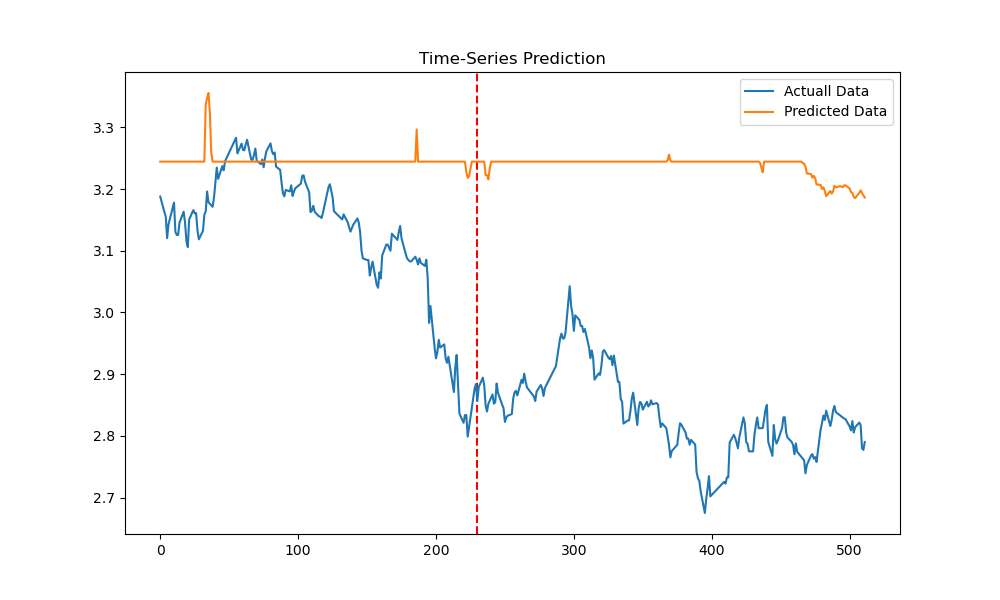 Time-Series Prediction
Actuall Data
Predicted Data
3.3
3.2
3.1
3.0
2.9
2.8
2.7
0 100 200 300 400 500